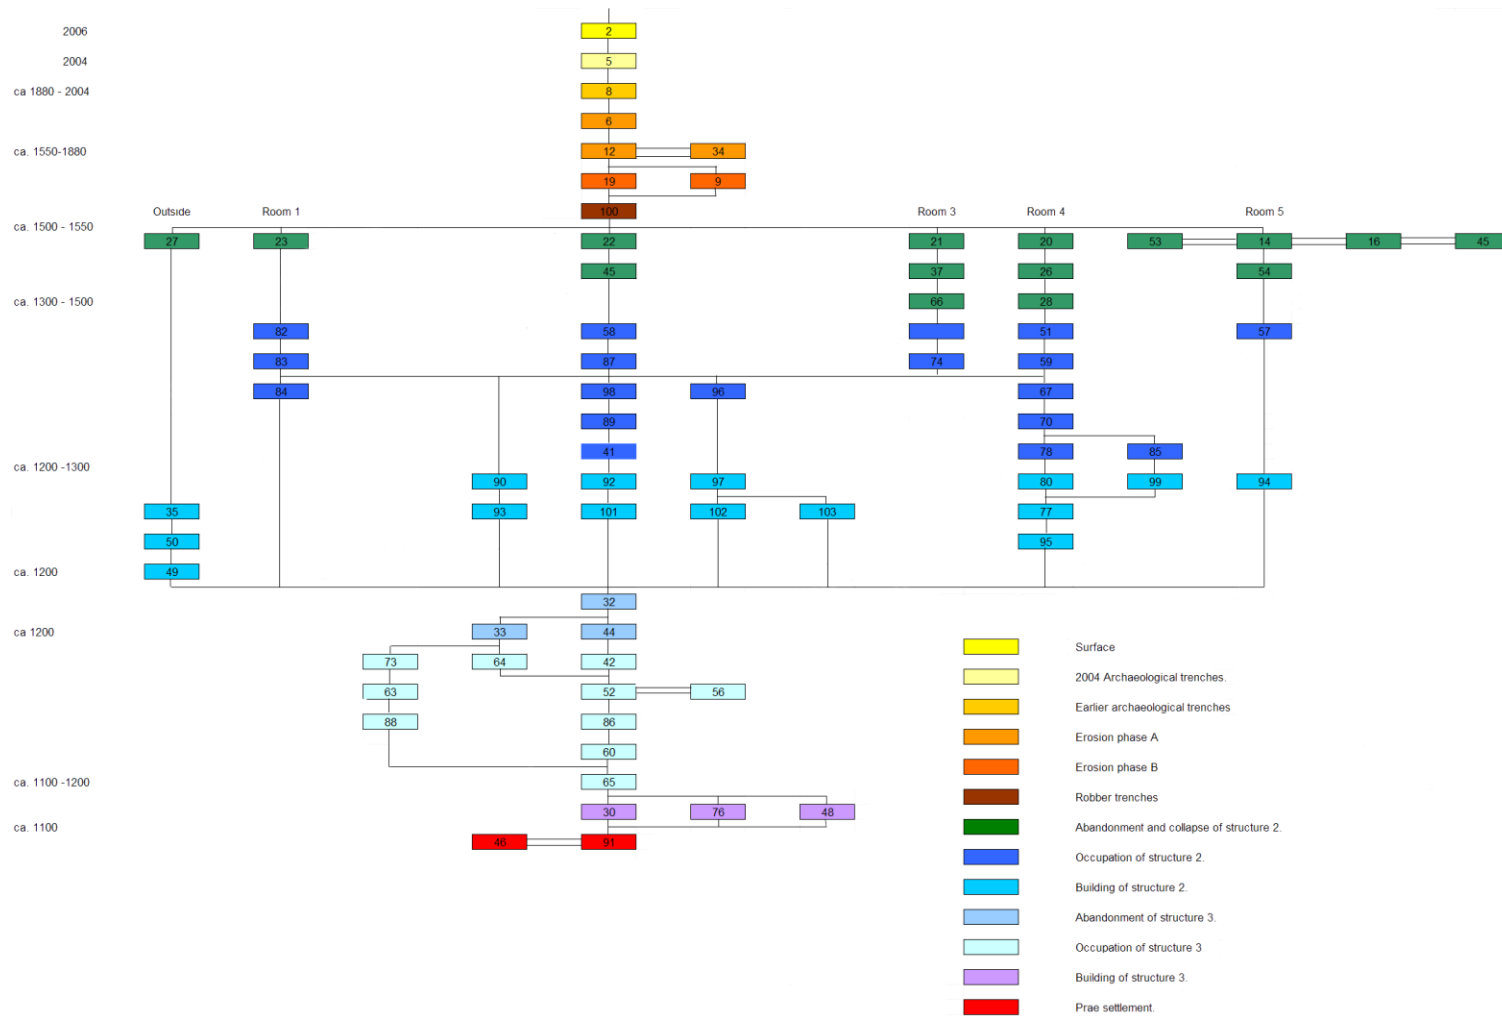 2
2006
5
2004
8
ca 1880 - 2004
6
12 34
ca. 1550-1880
19 9
100
Outside Room 1 Room 3 Room 4 Room 5
ca. 1500 - 1550
27 23 22 21 20 53 14 16 45
45 37 26 54
66 28
ca. 1300 - 1500
82 58 51 57
83 87 74 59
84 98 96 67
89 70
41 78 85
ca. 1200 -1300
90 92 97 80 99 94
35 93 101 102 103 77
50 95
49
ca. 1200
32
33 44
ca 1200
73 64 42
63 52 56
88 86
60
65
ca. 1100 -1200
30 76 48
ca. 1100
46 91
Surface
2004 Archaeological trenches.
Earlier archaeological trenches
Erosion phase A
Erosion phase B
Robber trenches
Abandonment and collapse of structure 2.
Occupation of structure 2.
Building of structure 2.
Abandonment of structure 3.
Occupation of structure 3
Building of structure 3.
Prae settlement.